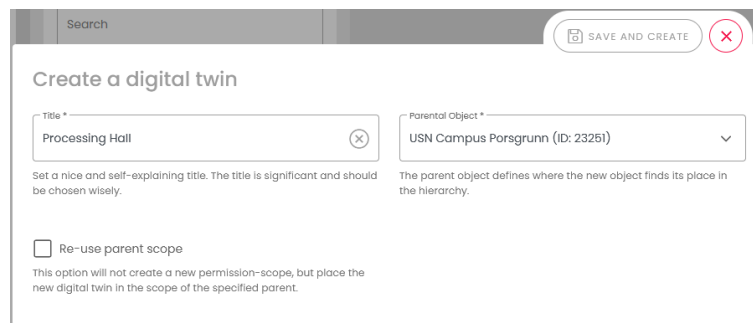 Search
SAVE AND CREATE
Create a digital twin
Title *
Processing Hall
Parental Object *
USN Campus Porsgrunn (ID: 23251)
Set a nice and self-explaining title. The title is significant and should
be chosen wisely.
The parent object defines where the new object finds its place in
the hierarchy.
Re-use parent scope
This option will not create a new permission-scope, but place the
new digital twin in the scope of the specified parent.